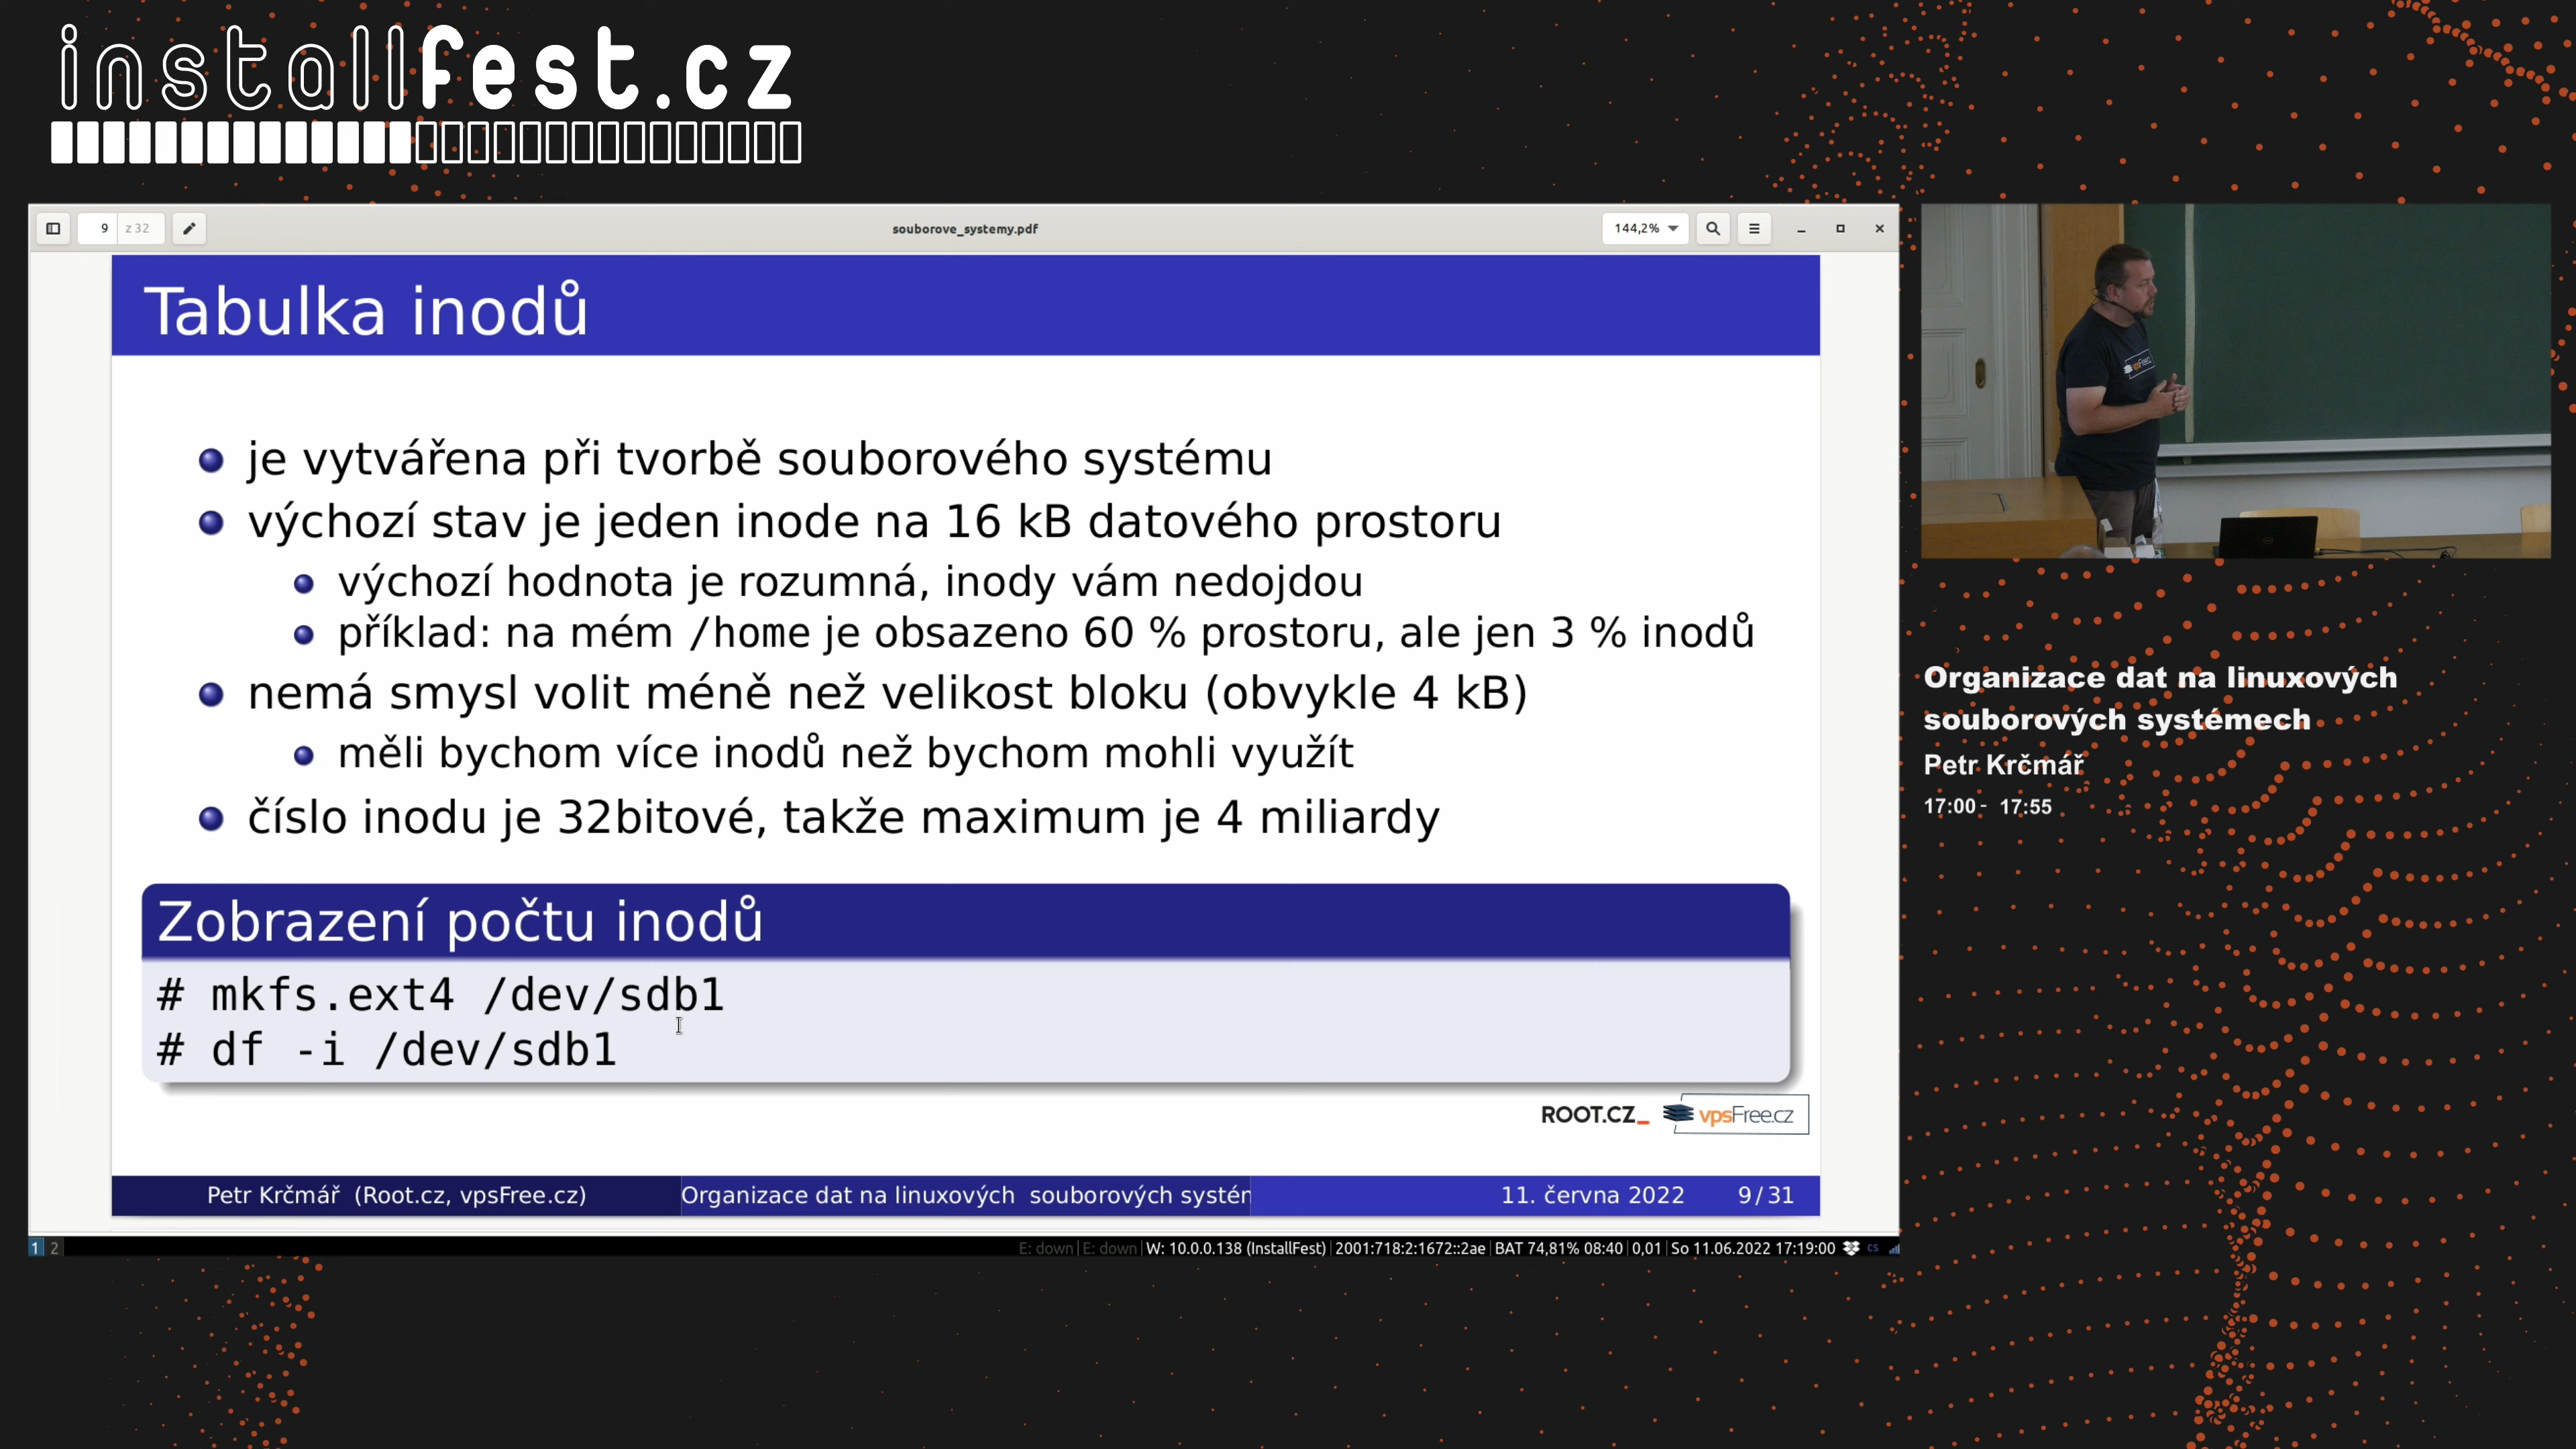 installfest.cz
9 z 32
souborove_systemy.pdf
144,2%
Tabulka inodů
je vytvářena při tvorbě souborového systému
výchozí stav je jeden inode na 16 kB datového prostoru
výchozí hodnota je rozumná, inody vám nedojdou
příklad: na mém /home je obsazeno 60 % prostoru, ale jen 3 % inodů
nemá smysl volit méně než velikost bloku (obvykle 4 kB)
měli bychom více inodů než bychom mohli využít
číslo inodu je 32bitové, takže maximum je 4 miliardy
Zobrazení počtu inodů
# mkfs.ext4 /dev/sdb1
# df -i /dev/sdb1
ROOT.CZ_ vpsFree.cz
Petr Krčmář (Root.cz, vpsFree.cz) Organizace dat na linuxových souborových systém 11. června 2022 9/31
1 2 E: down | E: down | W: 10.0.0.138 (InstallFest) | 2001:718:2:1672::2ae | BAT 74,81% 08:40 | 0,01 | So 11.06.2022 17:19:00 cs
vpsFree.cz
Organizace dat na linuxových
souborových systémech
Petr Krčmář
17:00 - 17:55